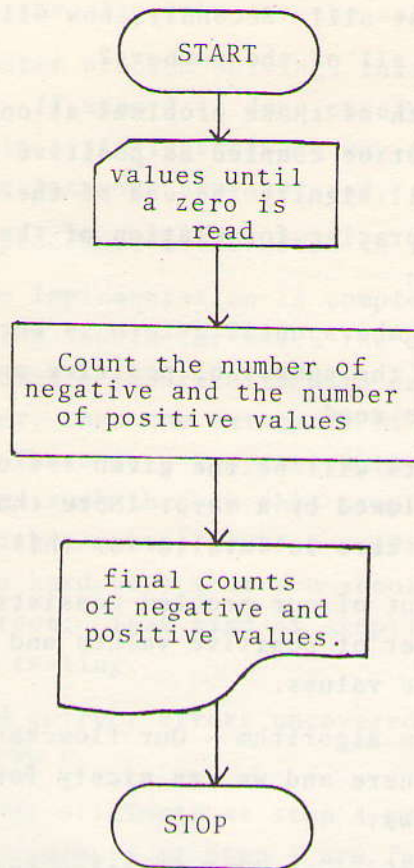 START
values until
a zero is
read
Count the number of
negative and the number
of positive values
final counts
of negative and
positive values.
STOP